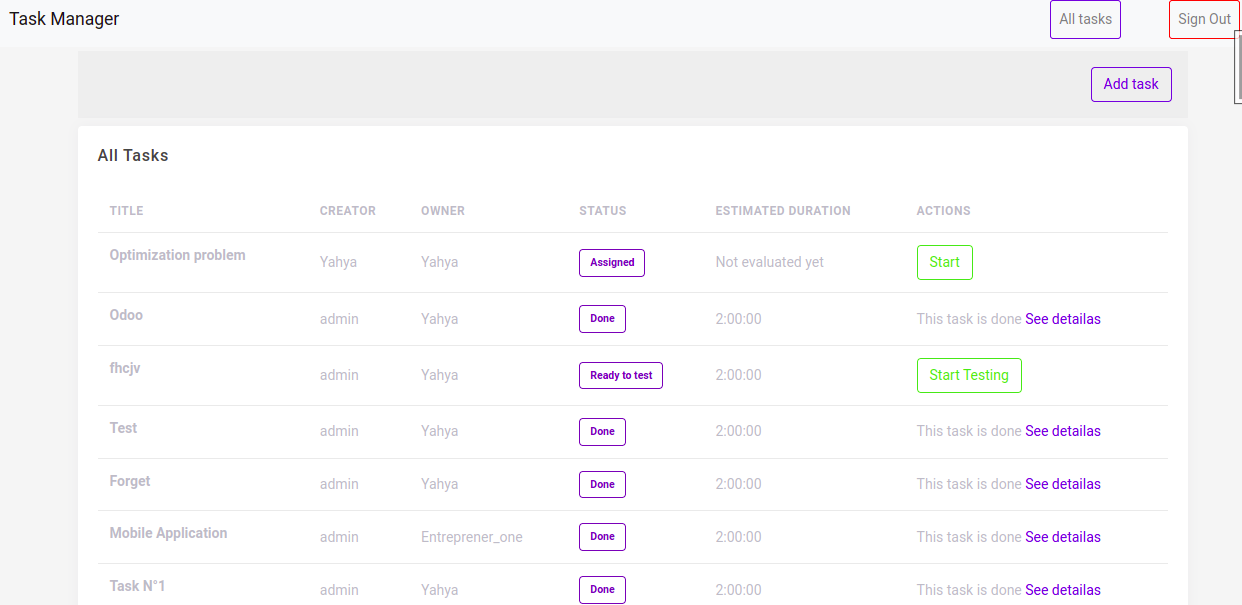 Task Manager All tasks Sign Out
Add task
All Tasks
TITLE CREATOR OWNER STATUS ESTIMATED DURATION ACTIONS
Optimization problem Yahya Yahya Assigned Not evaluated yet Start
Odoo admin Yahya Done 2:00:00 This task is done See detailas
fhcjv admin Yahya Ready to test 2:00:00 Start Testing
Test admin Yahya Done 2:00:00 This task is done See detailas
Forget admin Yahya Done 2:00:00 This task is done See detailas
Mobile Application admin Entreprener_one Done 2:00:00 This task is done See detailas
Task N°1 admin Yahya Done 2:00:00 This task is done See detailas